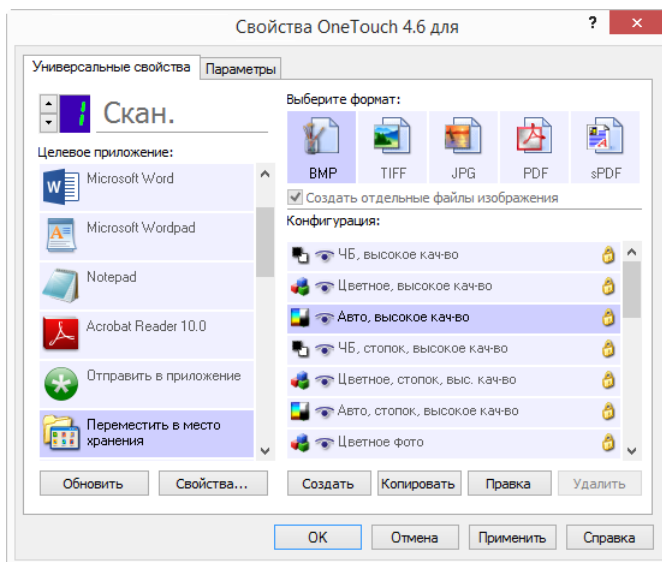 Свойства OneTouch 4.6 для
?
Универсальные свойства
Параметры
1
Скан.
Целевое приложение:
Microsoft Word
Microsoft Wordpad
Notepad
Acrobat Reader 10.0
Отправить в приложение
Переместить в место
хранения
Обновить
Свойства...
Выберите формат:
BMP
TIFF
JPG
PDF
sPDF
Создать отдельные файлы изображения
Конфигурация:
ЧБ, высокое кач-во
Цветное, высокое кач-во
Авто, высокое кач-во
ЧБ, стопок, высокое кач-во
Цветное, стопок, выс. кач-во
Авто, стопок, высокое кач-во
Цветное фото
Создать
Копировать
Правка
Удалить
OK
Отмена
Применить
Справка